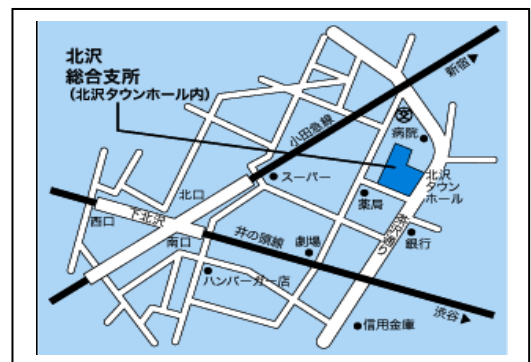 北沢
総合支所
（北沢タウンホール内）
新宿▶
小田急線
病院
北沢
タウン
ホール
スーパー
北口
薬局
下北沢
西口
井の頭線
茶沢通り
南口
劇場
銀行
ハンバーガー店
渋谷▶
信用金庫